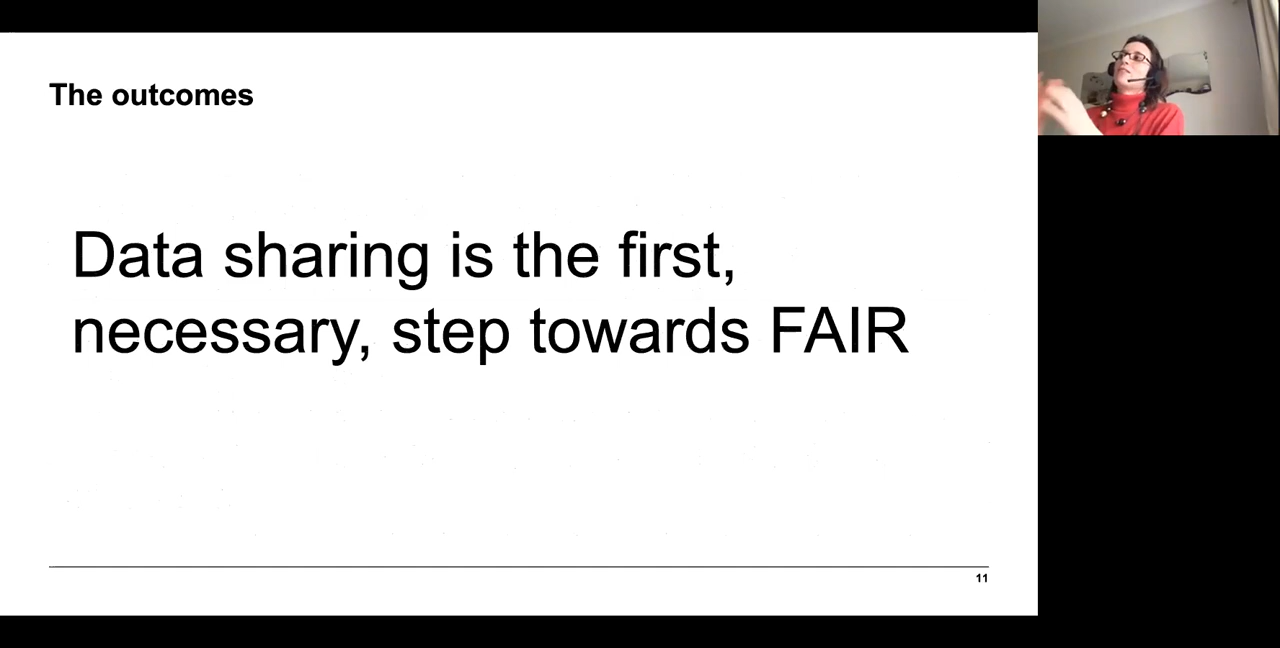 The outcomes
Data sharing is the first,
necessary, step towards FAIR
11